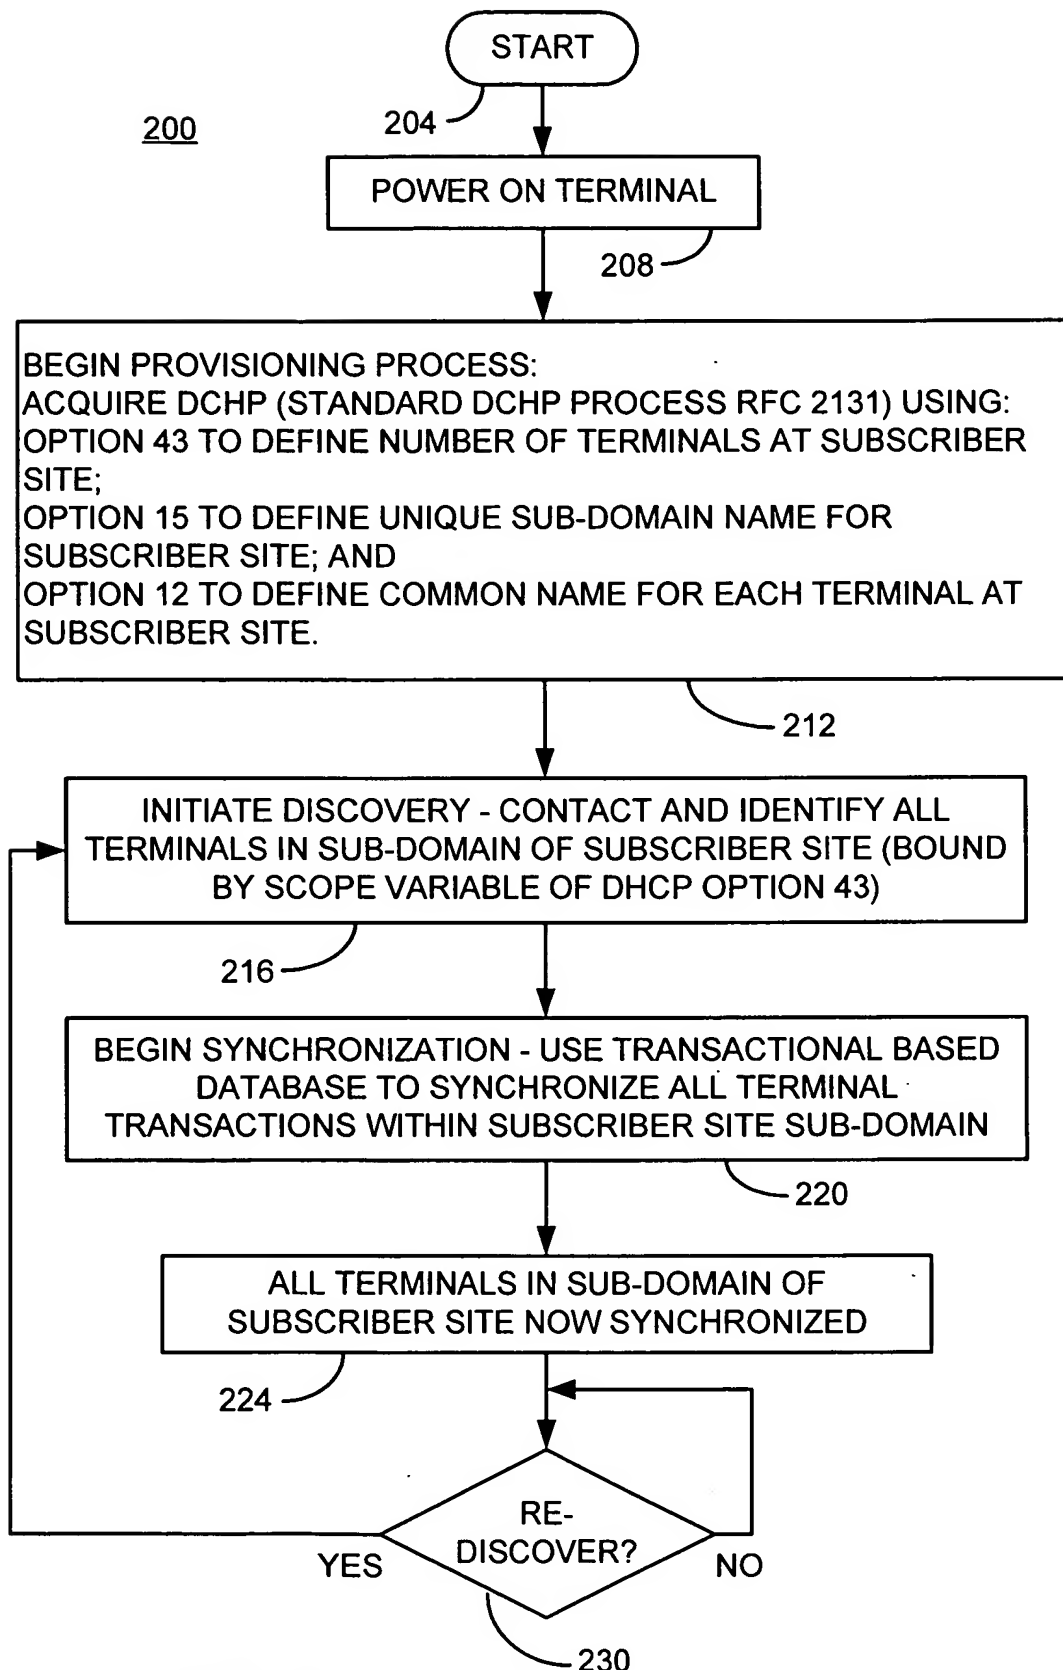 START
204
200
POWER ON TERMINAL
208
BEGIN PROVISIONING PROCESS:
ACQUIRE DCHP (STANDARD DCHP PROCESS RFC 2131) USING:
OPTION 43 TO DEFINE NUMBER OF TERMINALS AT SUBSCRIBER
SITE;
OPTION 15 TO DEFINE UNIQUE SUB-DOMAIN NAME FOR
SUBSCRIBER SITE; AND
OPTION 12 TO DEFINE COMMON NAME FOR EACH TERMINAL AT
SUBSCRIBER SITE.
212
INITIATE DISCOVERY - CONTACT AND IDENTIFY ALL
TERMINALS IN SUB-DOMAIN OF SUBSCRIBER SITE (BOUND
BY SCOPE VARIABLE OF DHCP OPTION 43)
216
BEGIN SYNCHRONIZATION - USE TRANSACTIONAL BASED
DATABASE TO SYNCHRONIZE ALL TERMINAL
TRANSACTIONS WITHIN SUBSCRIBER SITE SUB-DOMAIN
220
ALL TERMINALS IN SUB-DOMAIN OF
SUBSCRIBER SITE NOW SYNCHRONIZED
224
RE-
DISCOVER?
YES
NO
230